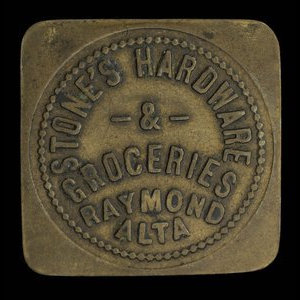 STONE'S HARDWARE
- & -
GROCERIES
RAYMOND
ALTA